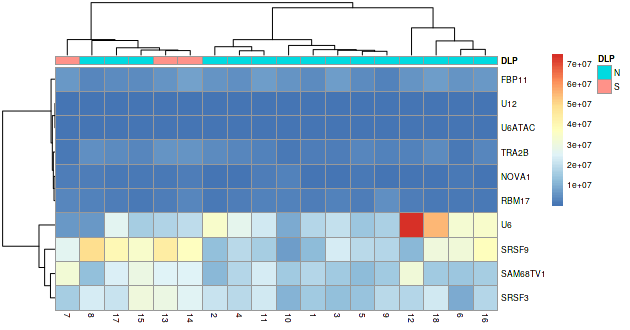 DLP
FBP11
U12
U6ATAC
TRA2B
NOVA1
RBM17
U6
SRSF9
SAM68TV1
SRSF3
7 8 17 15 13 14 2 4 11 10 1 3 5 9 12 18 6 16
7e+07
6e+07
5e+07
4e+07
3e+07
2e+07
1e+07
DLP
N
S